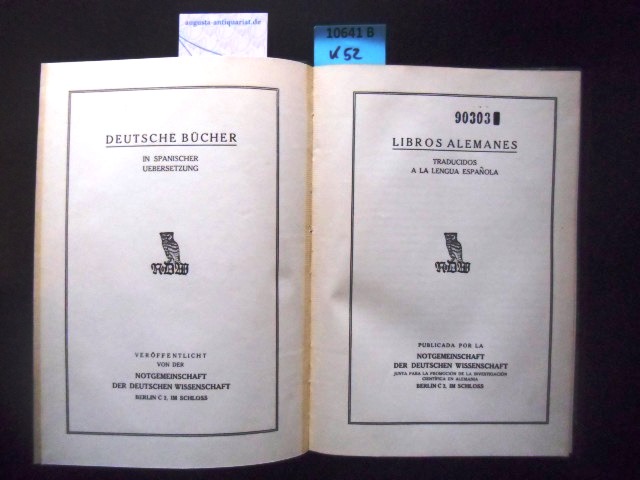 augusta-antiquariat.de
10641 B
K 52
DEUTSCHE BÜCHER
IN SPANISCHER
UEBERSETZUNG
NDW
VERÖFFENTLICHT
VON DER
NOTGEMEINSCHAFT
DER DEUTSCHEN WISSENSCHAFT
BERLIN C 2, IM SCHLOSS
90303
LIBROS ALEMANES
TRADUCIDOS
A LA LENGUA ESPAÑOLA
NDW
PUBLICADA POR LA
NOTGEMEINSCHAFT
DER DEUTSCHEN WISSENSCHAFT
JUNTA PARA LA PROMOCIÓN DE LA INVESTIGACIÓN
CIENTÍFICA EN ALEMANIA
BERLIN C 2, IM SCHLOSS